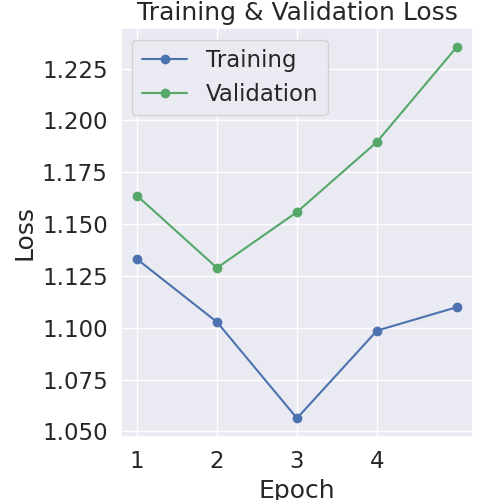 Training & Validation Loss
Training
Validation
Loss
1.225
1.200
1.175
1.150
1.125
1.100
1.075
1.050
1 2 3 4
Epoch